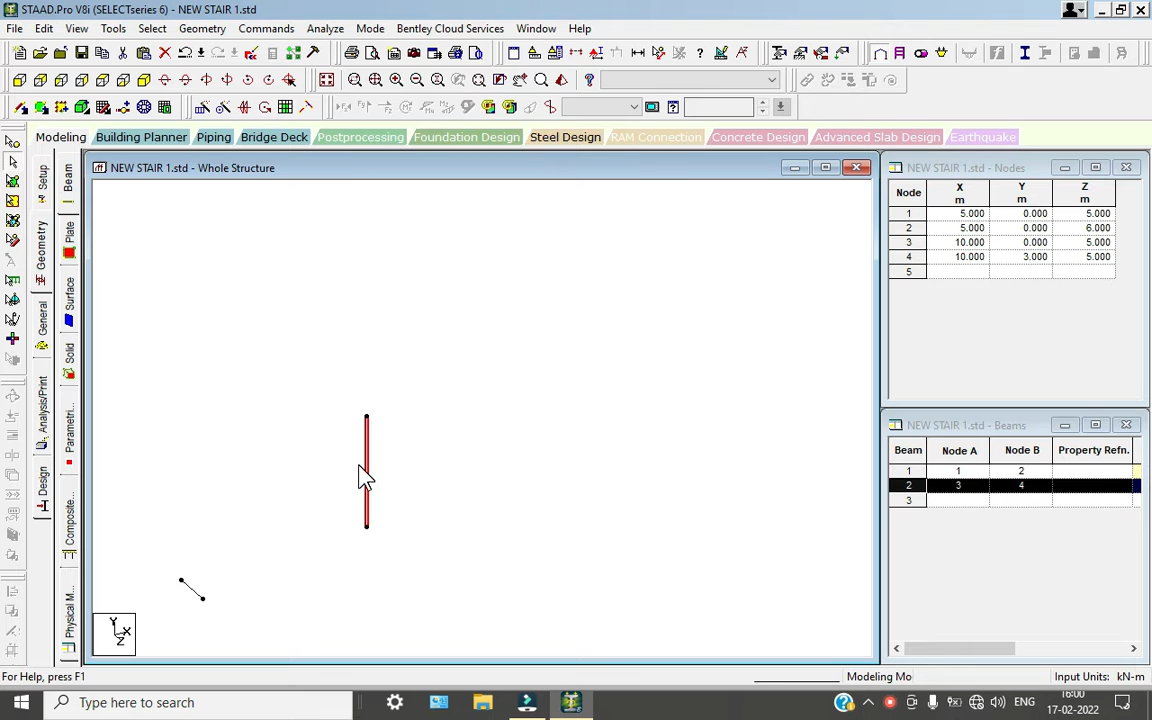 STAAD.Pro V8i (SELECTseries 6) - NEW STAIR 1.std
File Edit View Tools Select Geometry Commands Analyze Mode Bentley Cloud Services Window Help
Modeling Building Planner Piping Bridge Deck Postprocessing Foundation Design Steel Design RAM Connection Concrete Design Advanced Slab Design Earthquake
Setup
Geometry
General
Analysis/Print
Design
Beam
Plate
Surface
Solid
Parametri...
Composite...
Physical M...
NEW STAIR 1.std - Whole Structure
Y
X
Z
NEW STAIR 1.std - Nodes
Node X m Y m Z m
1 5.000 0.000 5.000
2 5.000 0.000 6.000
3 10.000 0.000 5.000
4 10.000 3.000 5.000
5
NEW STAIR 1.std - Beams
Beam Node A Node B Property Refn.
1 1 2
2 3 4
3
For Help, press F1
Modeling Mo
Input Units: kN-m
Type here to search
ENG
16:00
17-02-2022